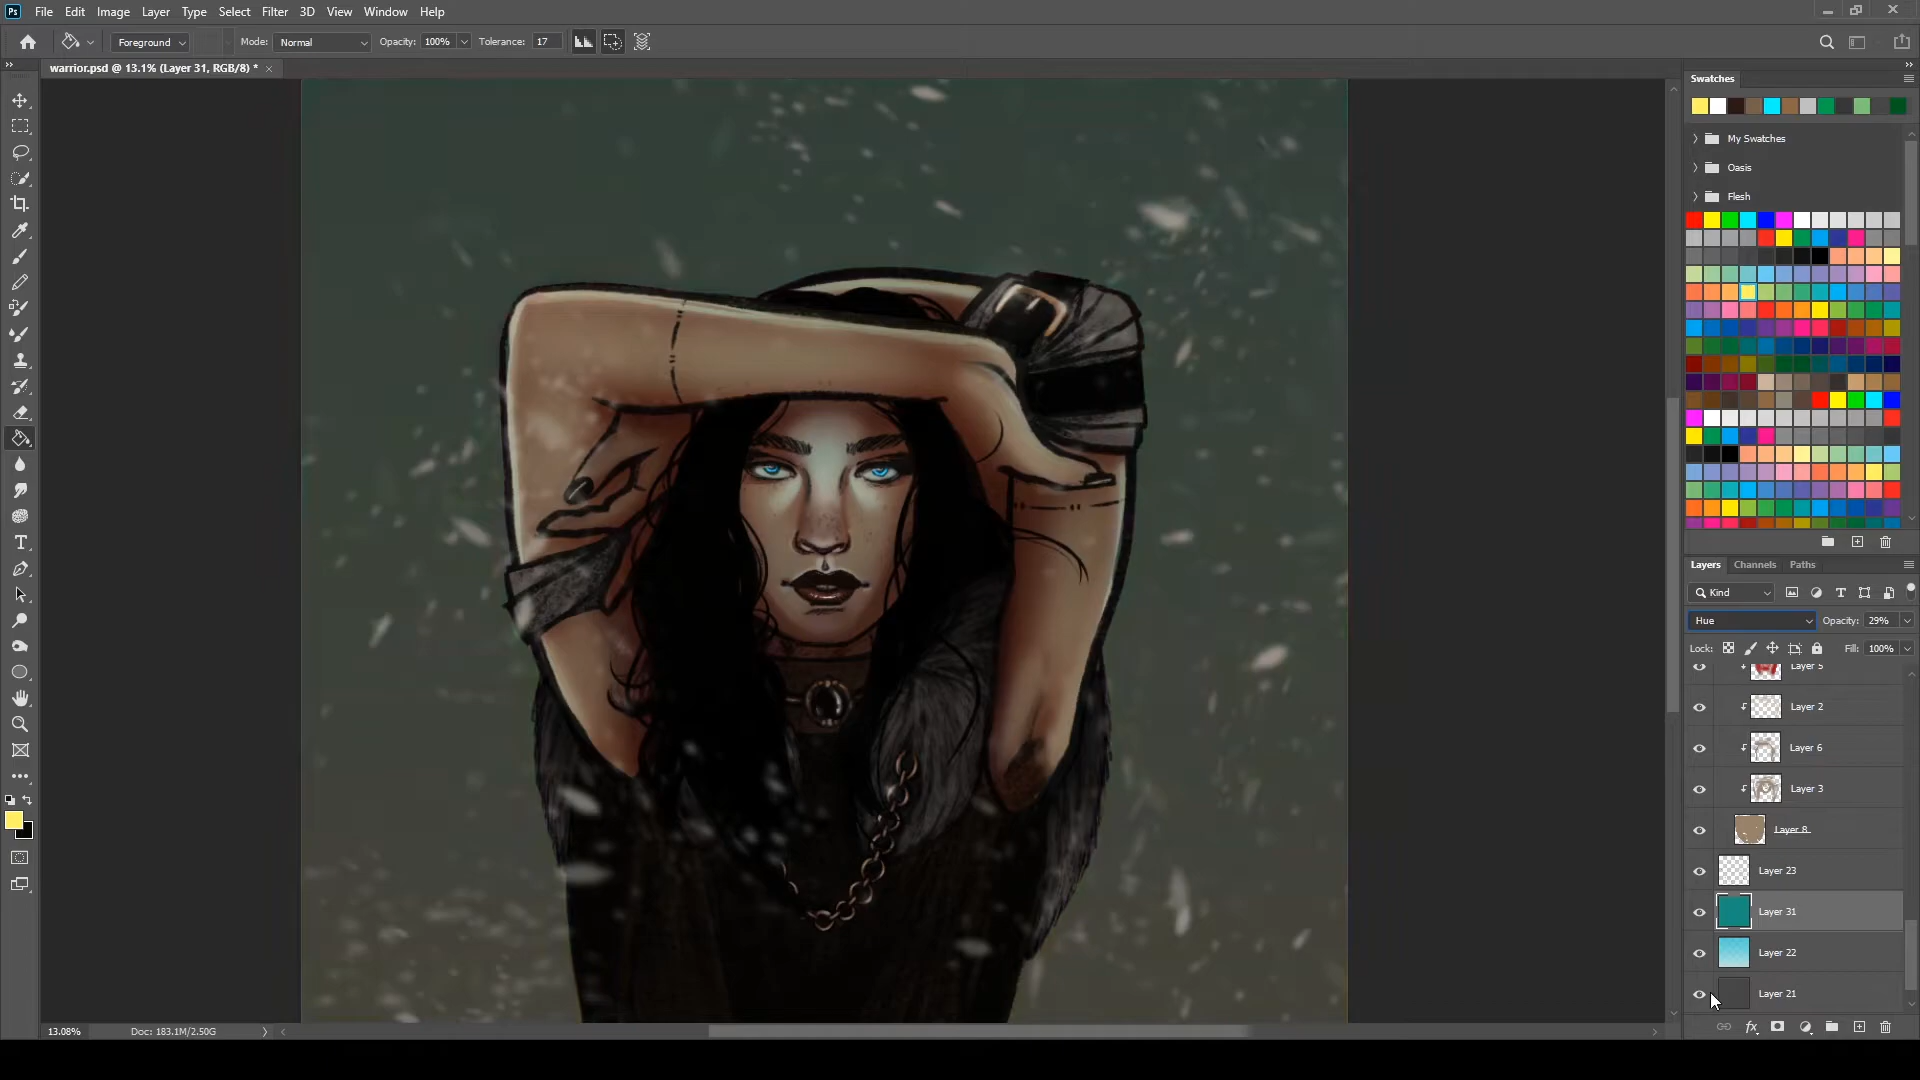 Ps File Edit Image Layer Type Select Filter 3D View Window Help
Foreground Mode: Normal Opacity: 100% Tolerance: 17
warrior.psd @ 13.1% (Layer 31, RGB/8) *
Swatches
My Swatches
Oasis
Flesh
Layers Channels Paths
Kind
Hue Opacity: 29%
Lock: Fill: 100%
Layer 5
Layer 2
Layer 6
Layer 3
Layer 8
Layer 23
Layer 31
Layer 22
Layer 21
13.08% Doc: 183.1M/2.50G